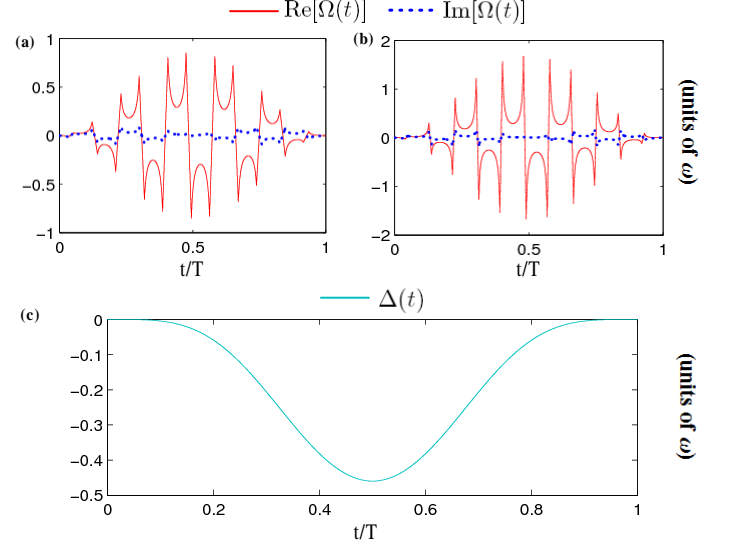 Re[Ω(t)] Im[Ω(t)]
(a) (b)
1
0.5
0
−0.5
−1
0 0.5 1
t/T
2
1
0
−1
−2
0 0.5 1
t/T
(units of ω)
Δ(t)
(c)
0
−0.1
−0.2
−0.3
−0.4
−0.5
0 0.2 0.4 0.6 0.8 1
t/T
(units of ω)